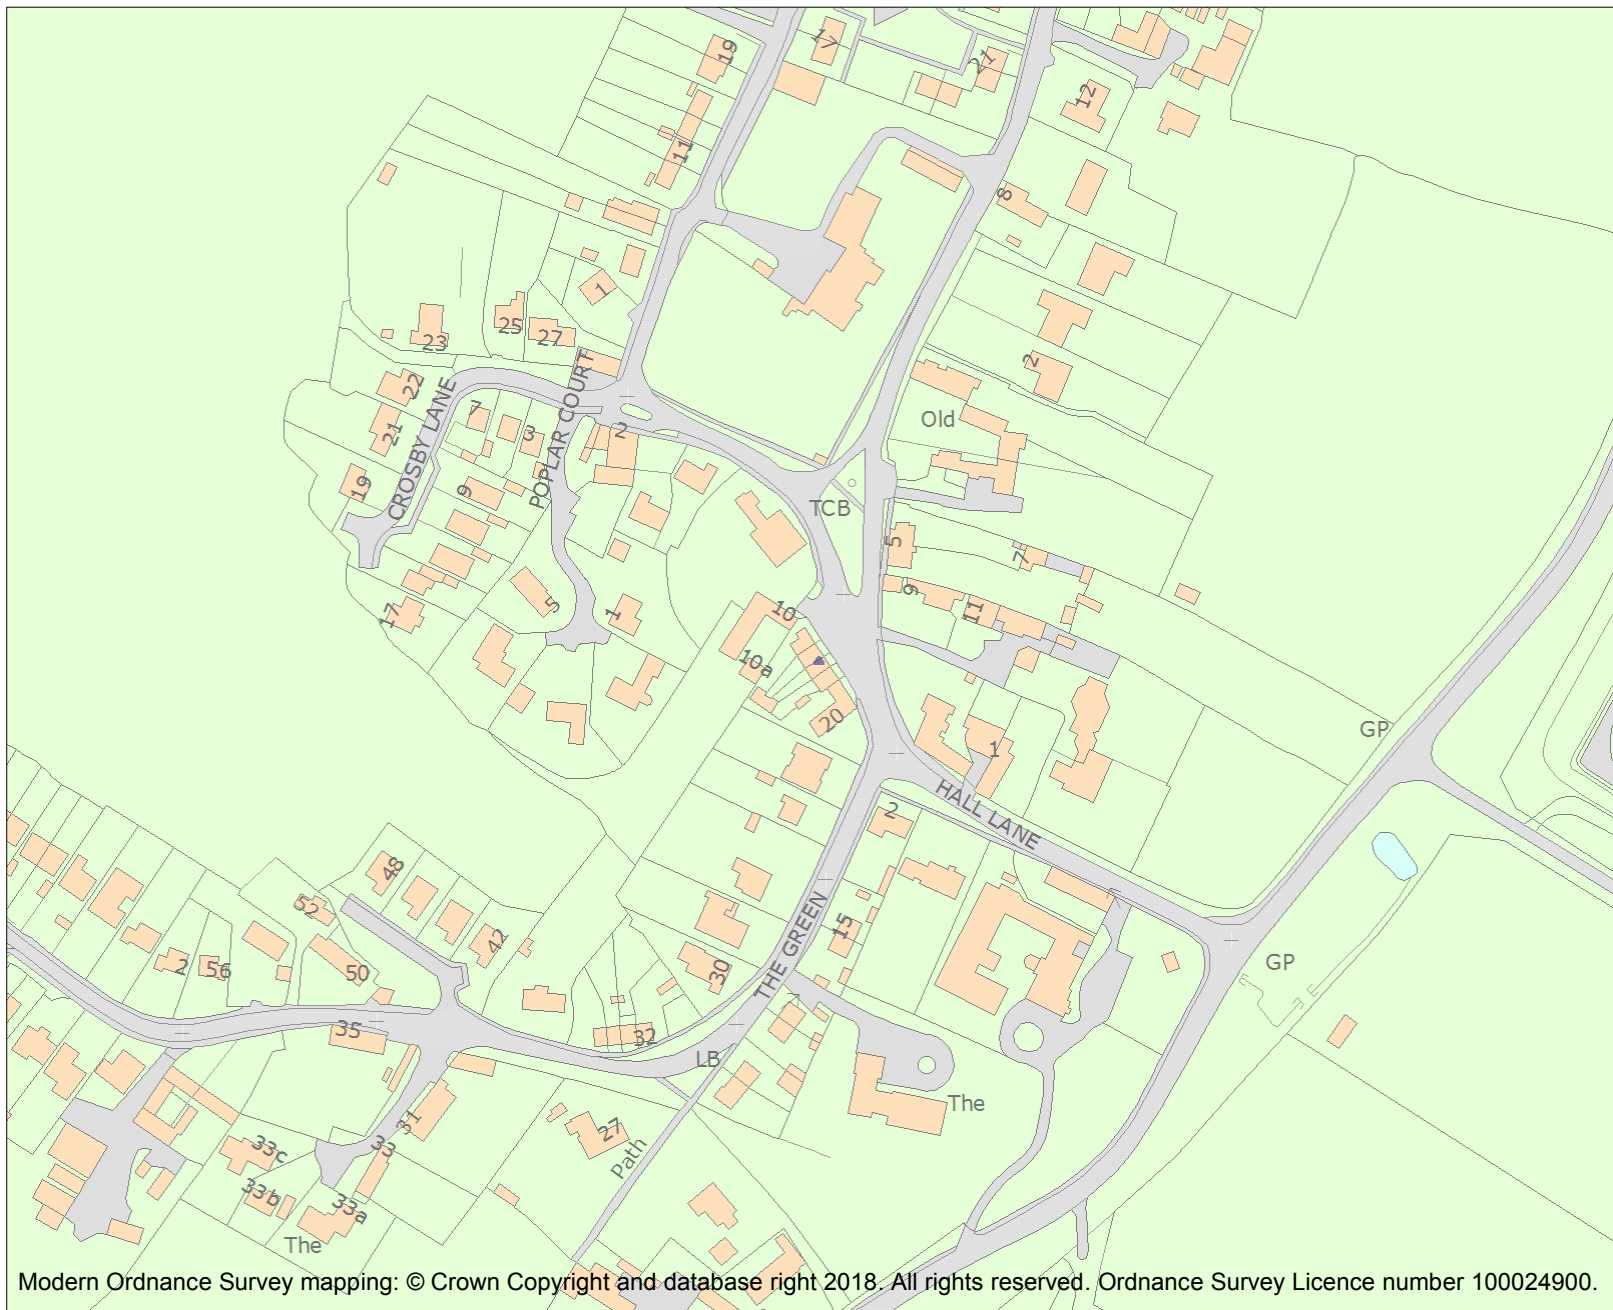 19
17
21
12
11
8
1
25
27
23
2
22
7
Old
3
21
CROSBY LANE
POPLAR COURT
2
19
9
TCB
5
7
5
9
11
1
17
10
10a
20
GP
1
HALL LANE
2
48
52
42
15
THE GREEN
2
56
50
30
GP
35
32
LB
The
31
27
33
33c
Path
33b
33a
The
Modern Ordnance Survey mapping: © Crown Copyright and database right 2018. All rights reserved. Ordnance Survey Licence number 100024900.